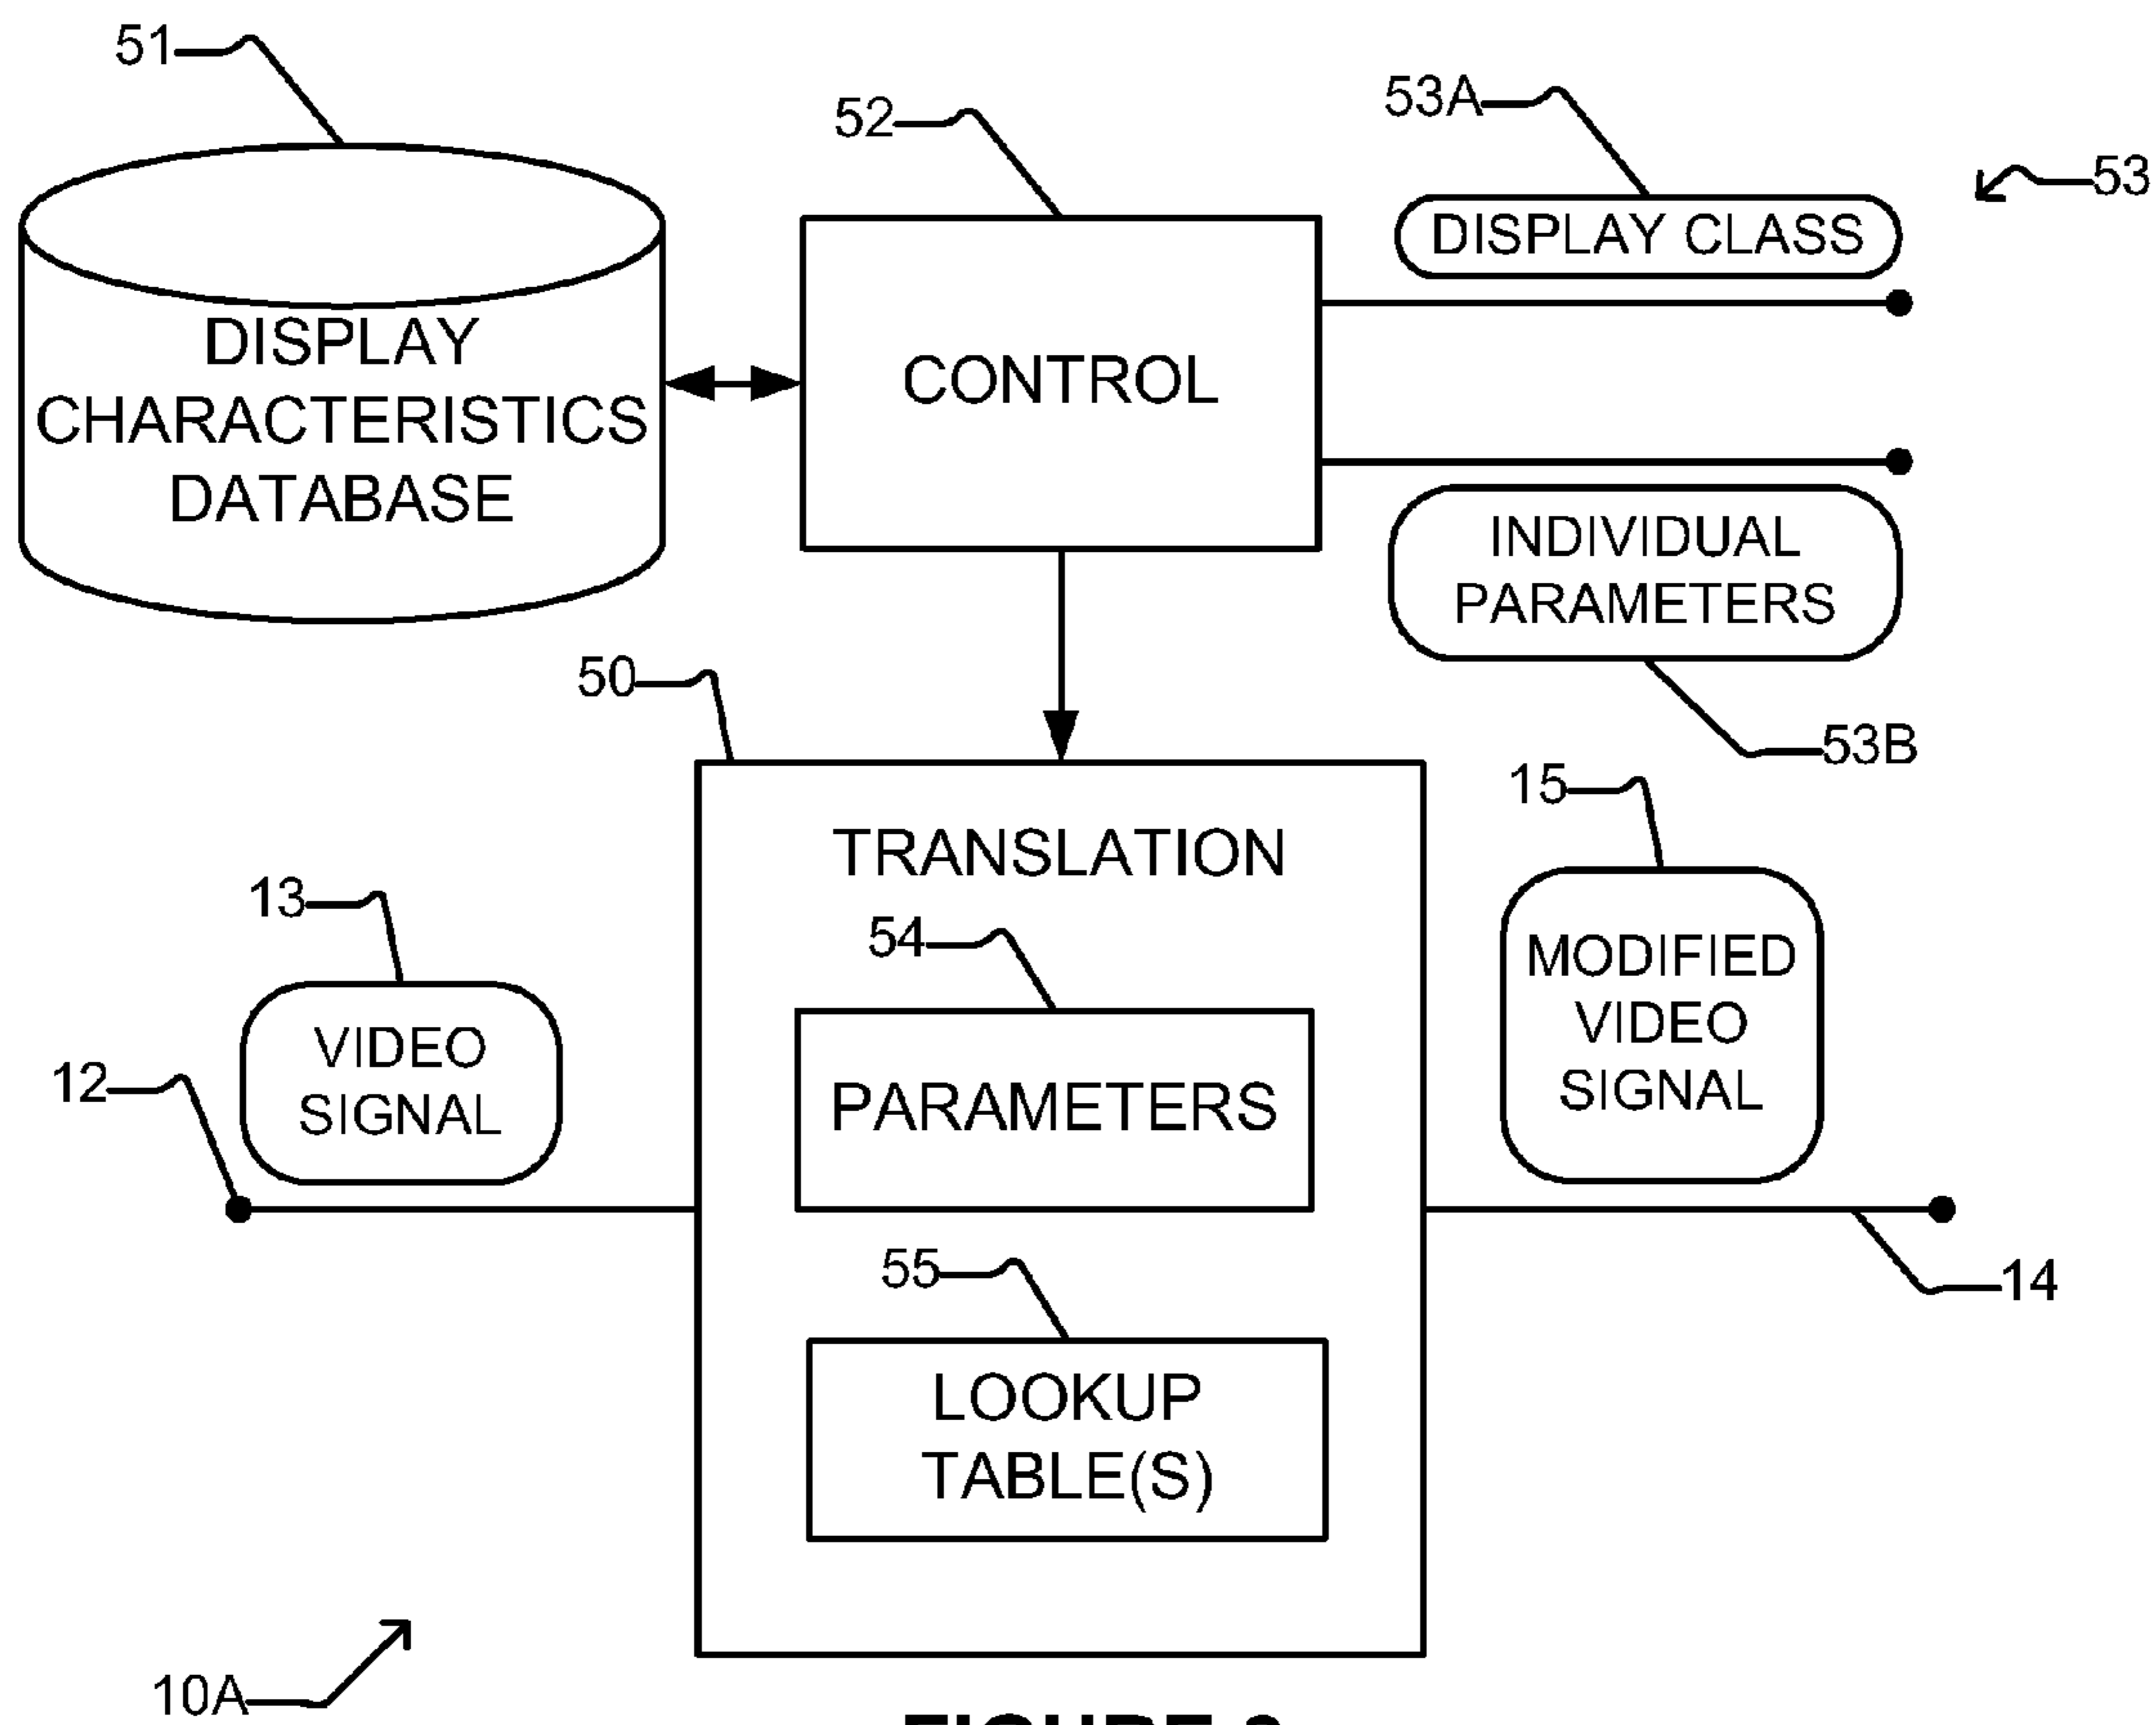 51
52
53A
53
DISPLAY CLASS
DISPLAY
CHARACTERISTICS
DATABASE
CONTROL
INDIVIDUAL
PARAMETERS
50
53B
15
TRANSLATION
13
54
MODIFIED
VIDEO
SIGNAL
VIDEO
SIGNAL
12
PARAMETERS
55
14
LOOKUP
TABLE(S)
10A
FIGURE